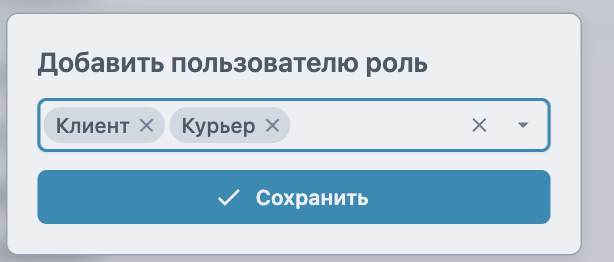 Добавить пользователю роль
Клиент Курьер
Сохранить